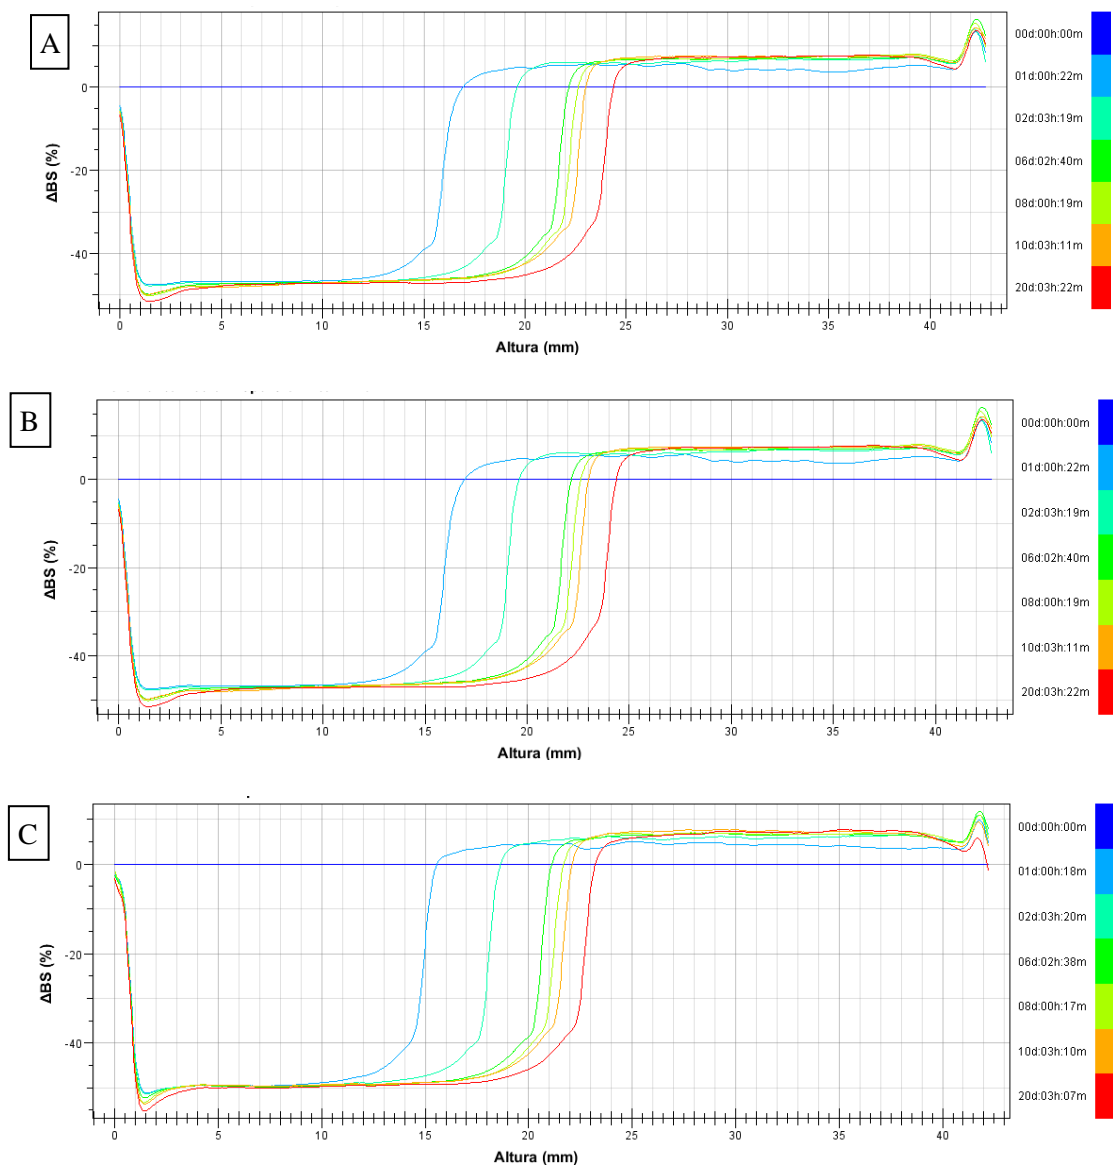 A
ΔBS (%)
0
-20
-40
0 5 10 15 20 25 30 35 40
Altura (mm)
00d:00h:00m
01d:00h:22m
02d:03h:19m
06d:02h:40m
08d:00h:19m
10d:03h:11m
20d:03h:22m
B
ΔBS (%)
0
-20
-40
0 5 10 15 20 25 30 35 40
Altura (mm)
00d:00h:00m
01d:00h:22m
02d:03h:19m
06d:02h:40m
08d:00h:19m
10d:03h:11m
20d:03h:22m
C
ΔBS (%)
0
-20
-40
0 5 10 15 20 25 30 35 40
Altura (mm)
00d:00h:00m
01d:00h:18m
02d:03h:20m
06d:02h:38m
08d:00h:17m
10d:03h:10m
20d:03h:07m